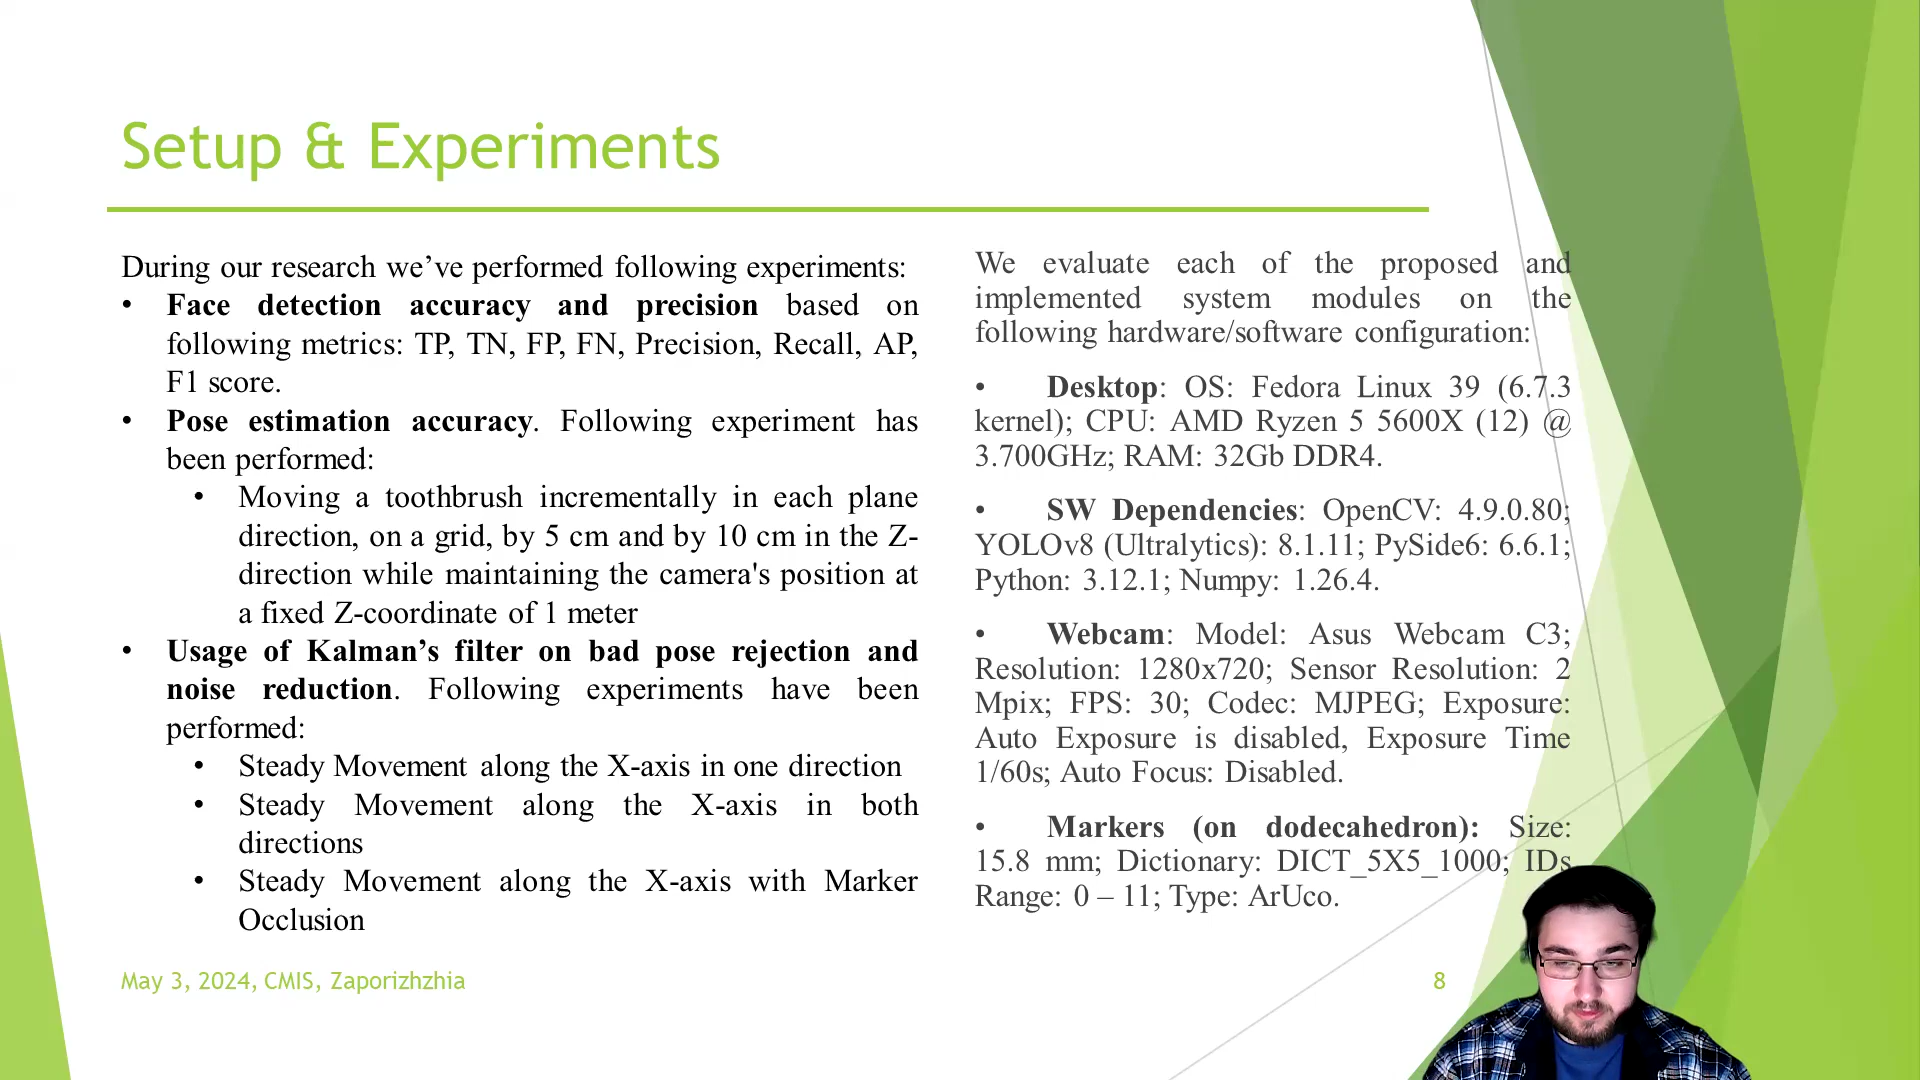 Setup & Experiments
During our research we’ve performed following experiments:
• Face detection accuracy and precision based on
following metrics: TP, TN, FP, FN, Precision, Recall, AP,
F1 score.
• Pose estimation accuracy. Following experiment has
been performed:
• Moving a toothbrush incrementally in each plane
direction, on a grid, by 5 cm and by 10 cm in the Z-
direction while maintaining the camera's position at
a fixed Z-coordinate of 1 meter
• Usage of Kalman’s filter on bad pose rejection and
noise reduction. Following experiments have been
performed:
• Steady Movement along the X-axis in one direction
• Steady Movement along the X-axis in both
directions
• Steady Movement along the X-axis with Marker
Occlusion
We evaluate each of the proposed and
implemented system modules on the
following hardware/software configuration:
• Desktop: OS: Fedora Linux 39 (6.7.3
kernel); CPU: AMD Ryzen 5 5600X (12) @
3.700GHz; RAM: 32Gb DDR4.
• SW Dependencies: OpenCV: 4.9.0.80;
YOLOv8 (Ultralytics): 8.1.11; PySide6: 6.6.1;
Python: 3.12.1; Numpy: 1.26.4.
• Webcam: Model: Asus Webcam C3;
Resolution: 1280x720; Sensor Resolution: 2
Mpix; FPS: 30; Codec: MJPEG; Exposure:
Auto Exposure is disabled, Exposure Time
1/60s; Auto Focus: Disabled.
• Markers (on dodecahedron): Size:
15.8 mm; Dictionary: DICT_5X5_1000; IDs
Range: 0 – 11; Type: ArUco.
May 3, 2024, CMIS, Zaporizhzhia
8